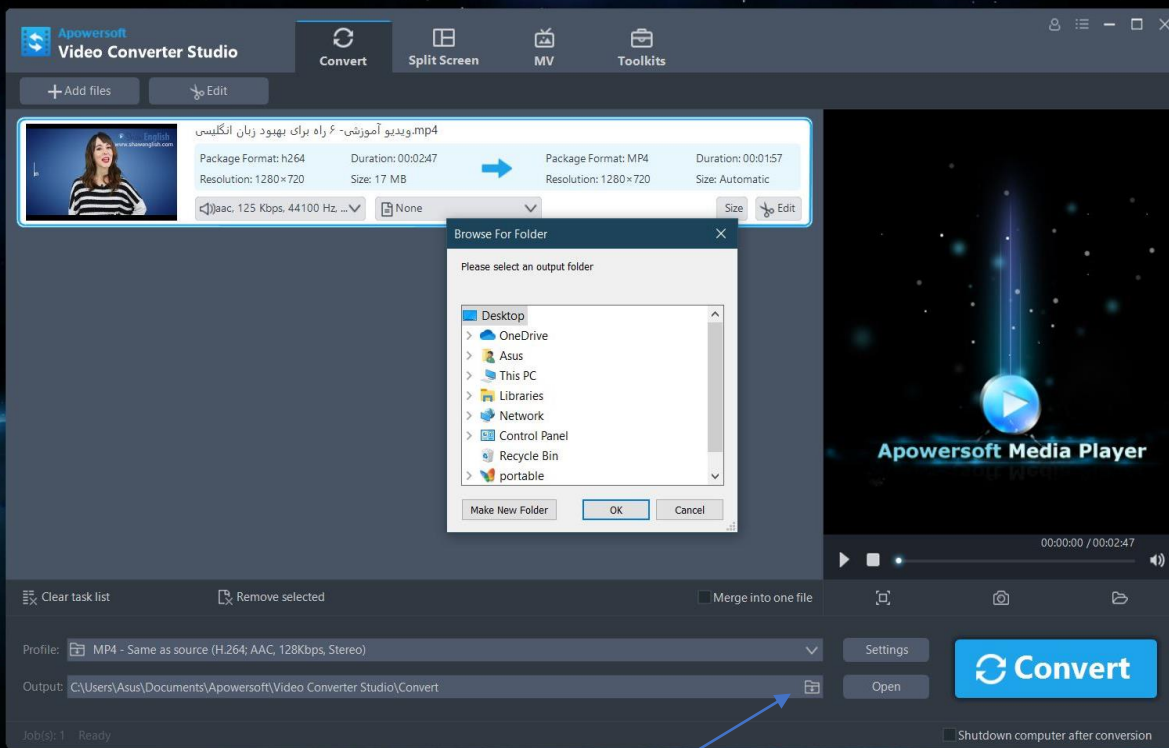 Apowersoft
Video Converter Studio
Convert
Split Screen
MV
Toolkits
Add files
Edit
English
www.shawenglish.com
ویدیو آموزشی- ۶ راه برای بهبود زبان انگلیسی.mp4
Package Format: h264
Duration: 00:02:47
Package Format: MP4
Duration: 00:01:57
Resolution: 1280×720
Size: 17 MB
Resolution: 1280×720
Size: Automatic
aac, 125 Kbps, 44100 Hz, ...
None
Size
Edit
Browse For Folder
Please select an output folder
Desktop
OneDrive
Asus
This PC
Libraries
Network
Control Panel
Recycle Bin
portable
Make New Folder
OK
Cancel
Apowersoft Media Player
00:00:00 / 00:02:47
Clear task list
Remove selected
Merge into one file
Profile:
MP4 - Same as source (H.264; AAC, 128Kbps, Stereo)
Settings
Convert
Output:
C:\Users\Asus\Documents\Apowersoft\Video Converter Studio\Convert
Open
Job(s): 1 Ready
Shutdown computer after conversion